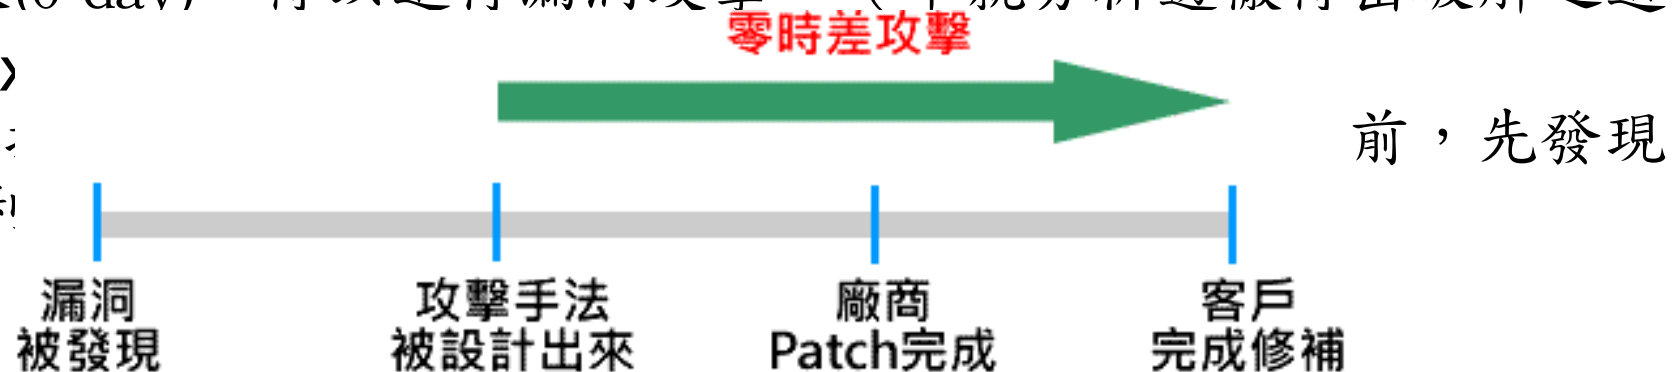 (0-day)
零時差攻擊
前，先發現
漏洞
被發現
攻擊手法
被設計出來
廠商
Patch完成
客戶
完成修補